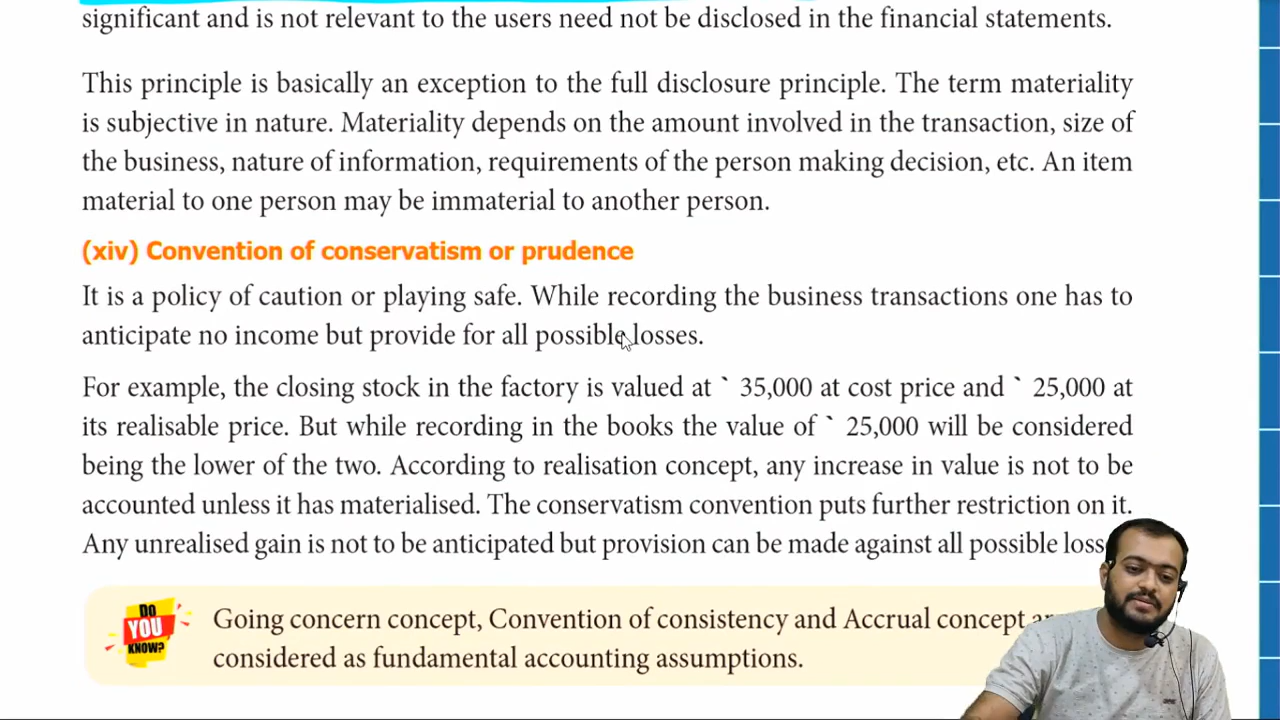 significant and is not relevant to the users need not be disclosed in the financial statements.
This principle is basically an exception to the full disclosure principle. The term materiality
is subjective in nature. Materiality depends on the amount involved in the transaction, size of
the business, nature of information, requirements of the person making decision, etc. An item
material to one person may be immaterial to another person.
(xiv) Convention of conservatism or prudence
It is a policy of caution or playing safe. While recording the business transactions one has to
anticipate no income but provide for all possible losses.
For example, the closing stock in the factory is valued at ` 35,000 at cost price and ` 25,000 at
its realisable price. But while recording in the books the value of ` 25,000 will be considered
being the lower of the two. According to realisation concept, any increase in value is not to be
accounted unless it has materialised. The conservatism convention puts further restriction on it.
Any unrealised gain is not to be anticipated but provision can be made against all possible
DO
YOU
KNOW?
Going concern concept, Convention of consistency and Accrual concept
considered as fundamental accounting assumptions.